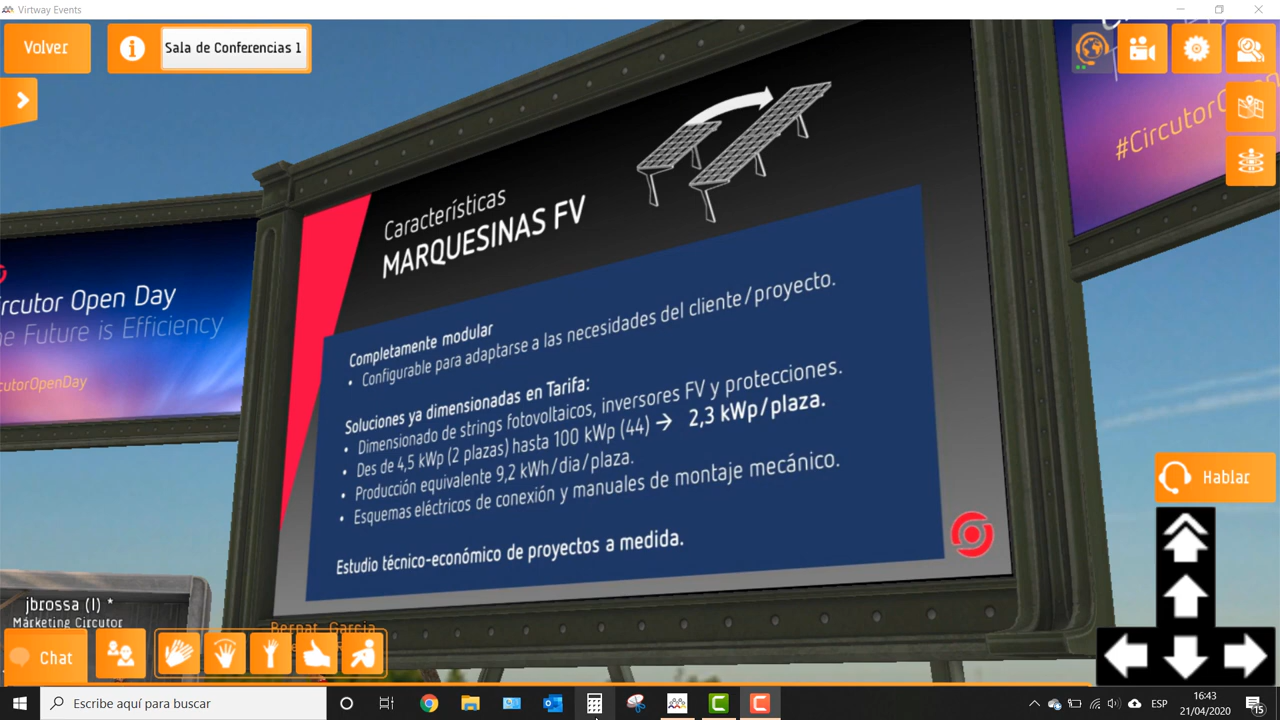 Virtway Events
Volver
Sala de Conferencias 1
Características
MARQUESINAS FV
Completamente modular
• Configurable para adaptarse a las necesidades del cliente/proyecto.
Soluciones ya dimensionadas en Tarifa:
• Dimensionado de strings fotovoltaicos, inversores FV y protecciones.
• Des de 4,5 kWp (2 plazas) hasta 100 kWp (44) → 2,3 kWp/plaza.
• Producción equivalente 9,2 kWh/dia/plaza.
• Esquemas eléctricos de conexión y manuales de montaje mecánico.
Estudio técnico-económico de proyectos a medida.
ircutor Open Day
e Future is Efficiency
cutorOpenDay
#CircutorO
Hablar
jbrossa (I) *
Márketing Circutor
Bernat Garcia
Chat
Escribe aquí para buscar
ESP
16:43
21/04/2020
15